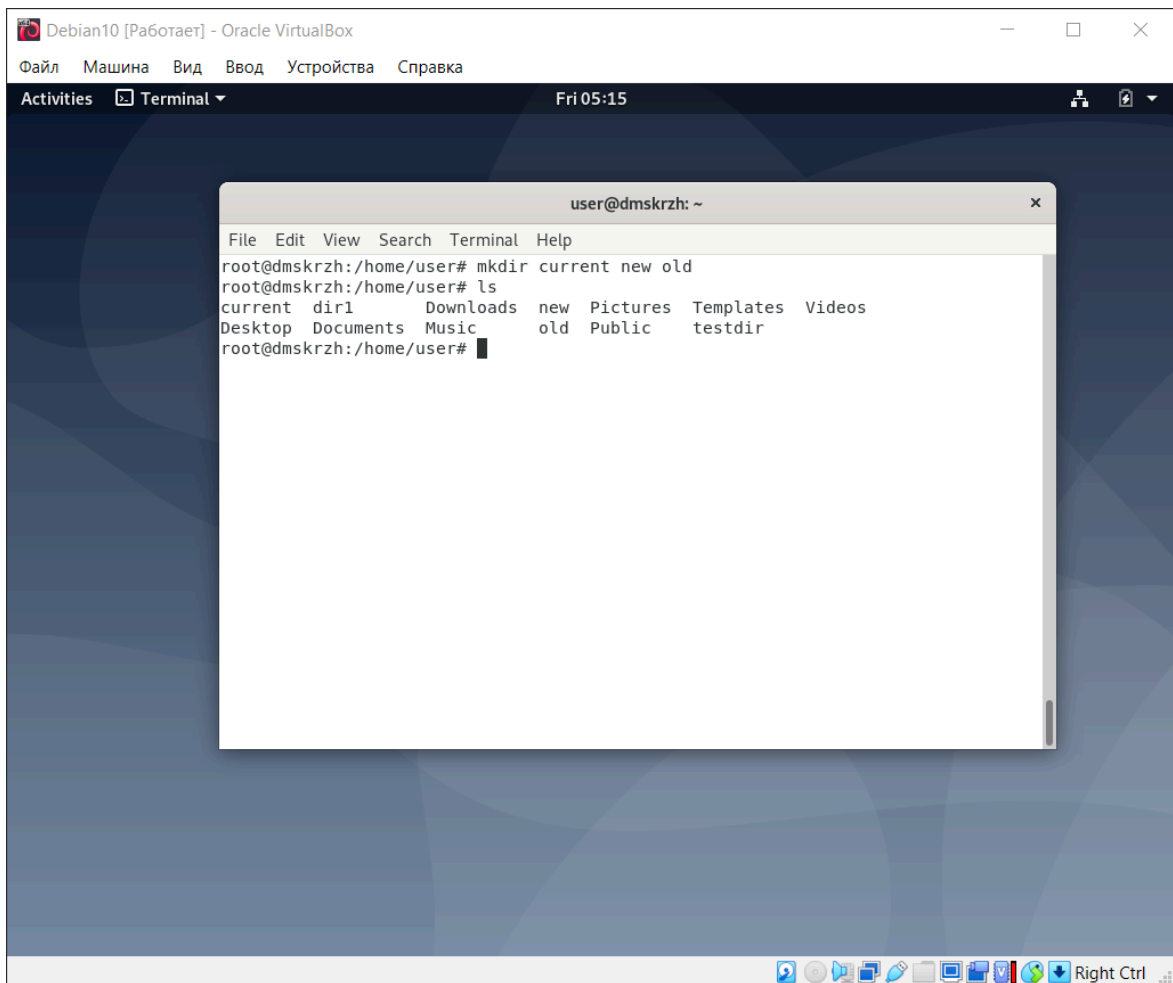 Debian10 [Работает] - Oracle VirtualBox
Файл Машина Вид Ввод Устройства Справка
Activities Terminal Fri 05:15
user@dmskrzh: ~
File Edit View Search Terminal Help
root@dmskrzh:/home/user# mkdir current new old
root@dmskrzh:/home/user# ls
current dir1 Downloads new Pictures Templates Videos
Desktop Documents Music old Public testdir
root@dmskrzh:/home/user#
Right Ctrl